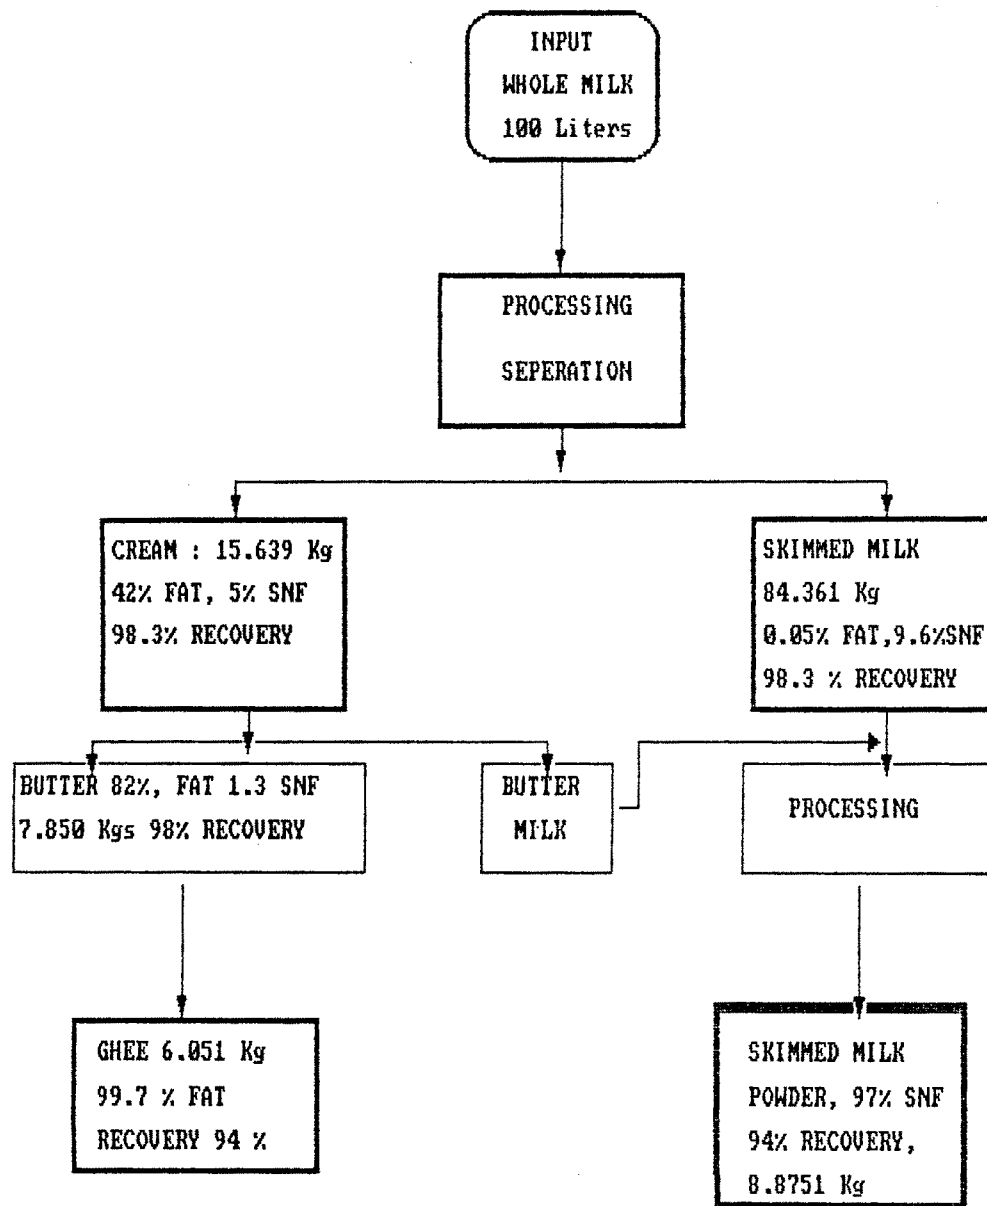 INPUT
WHOLE MILK
100 Liters
PROCESSING
SEPERATION
CREAM : 15.639 Kg
42% FAT, 5% SNF
98.3% RECOVERY
SKIMMED MILK
84.361 Kg
0.05% FAT,9.6%SNF
98.3 % RECOVERY
BUTTER 82%, FAT 1.3 SNF
7.850 Kgs 98% RECOVERY
BUTTER
MILK
PROCESSING
GHEE 6.051 Kg
99.7 % FAT
RECOVERY 94 %
SKIMMED MILK
POWDER, 97% SNF
94% RECOVERY,
8.8751 Kg